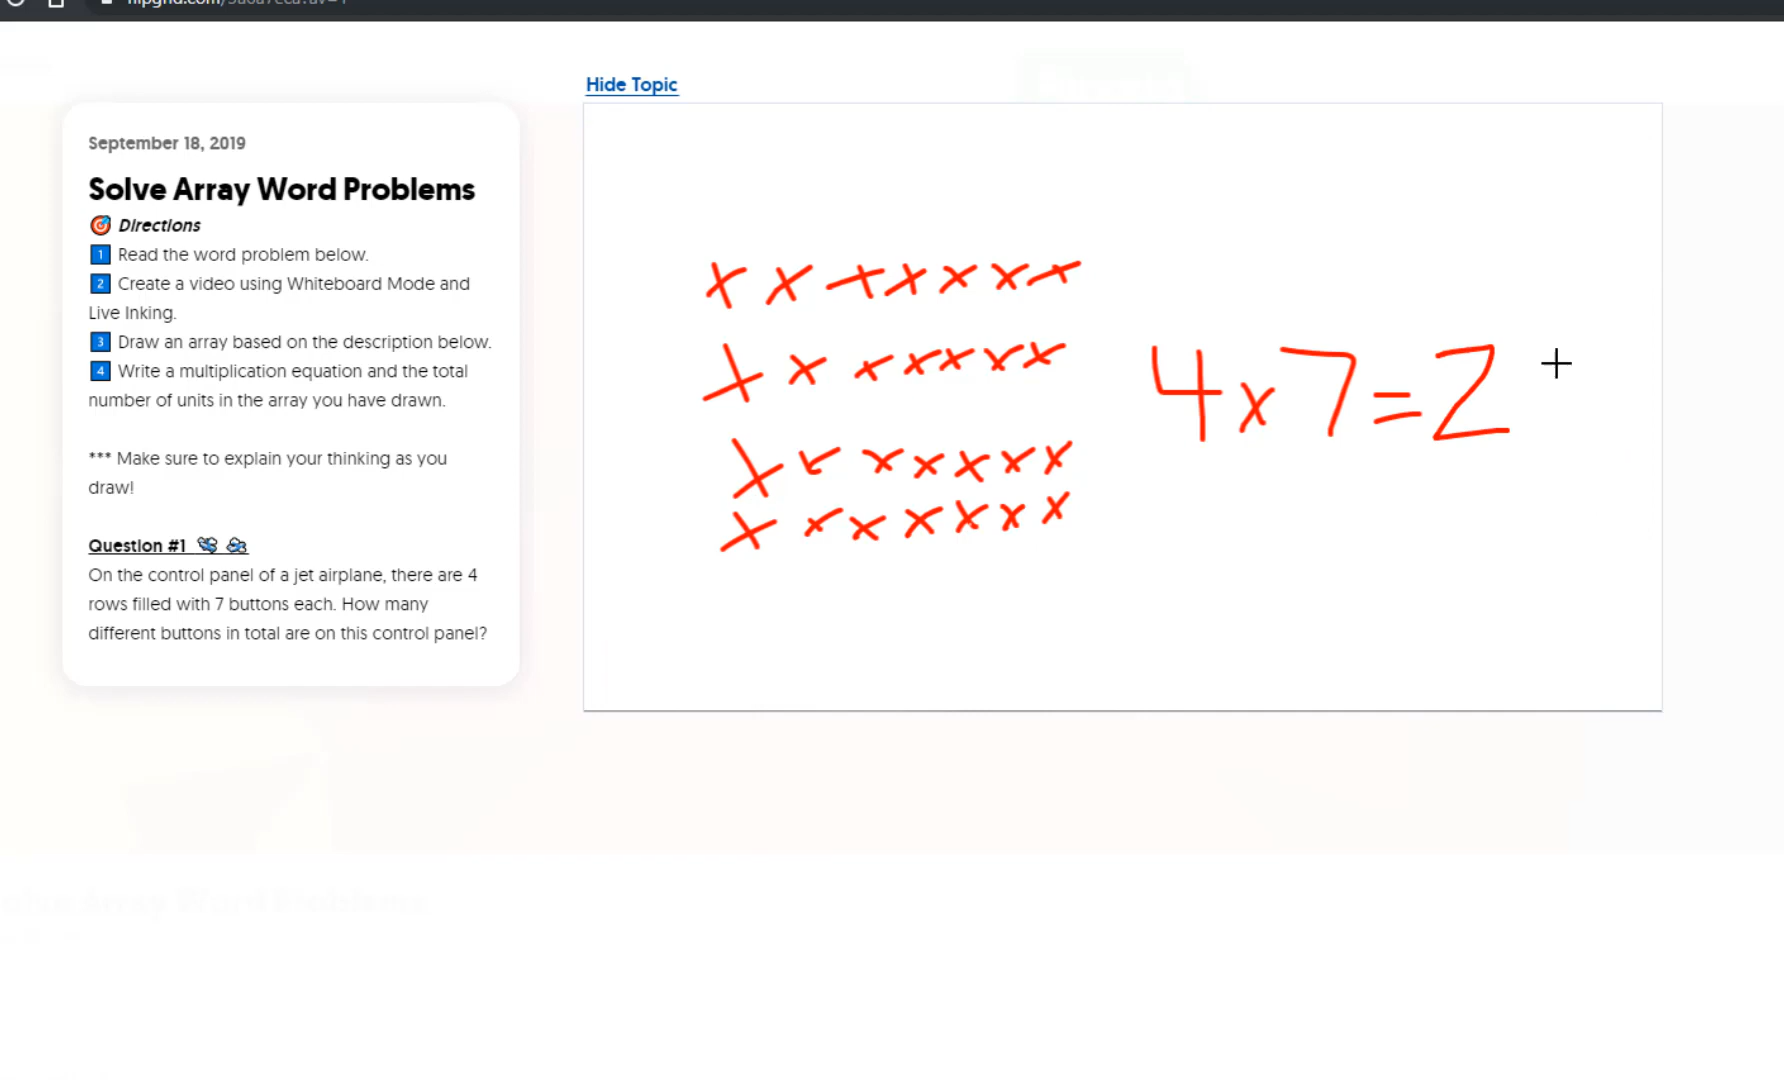 Hide Topic
September 18, 2019
Solve Array Word Problems
Directions
1 Read the word problem below.
2 Create a video using Whiteboard Mode and
Live Inking.
3 Draw an array based on the description below.
4 Write a multiplication equation and the total
number of units in the array you have drawn.
*** Make sure to explain your thinking as you
draw!
Question #1
On the control panel of a jet airplane, there are 4
rows filled with 7 buttons each. How many
different buttons in total are on this control panel?
x x x x x x x
x x x x x x x
x x x x x x x
x x x x x x x
4x7=2